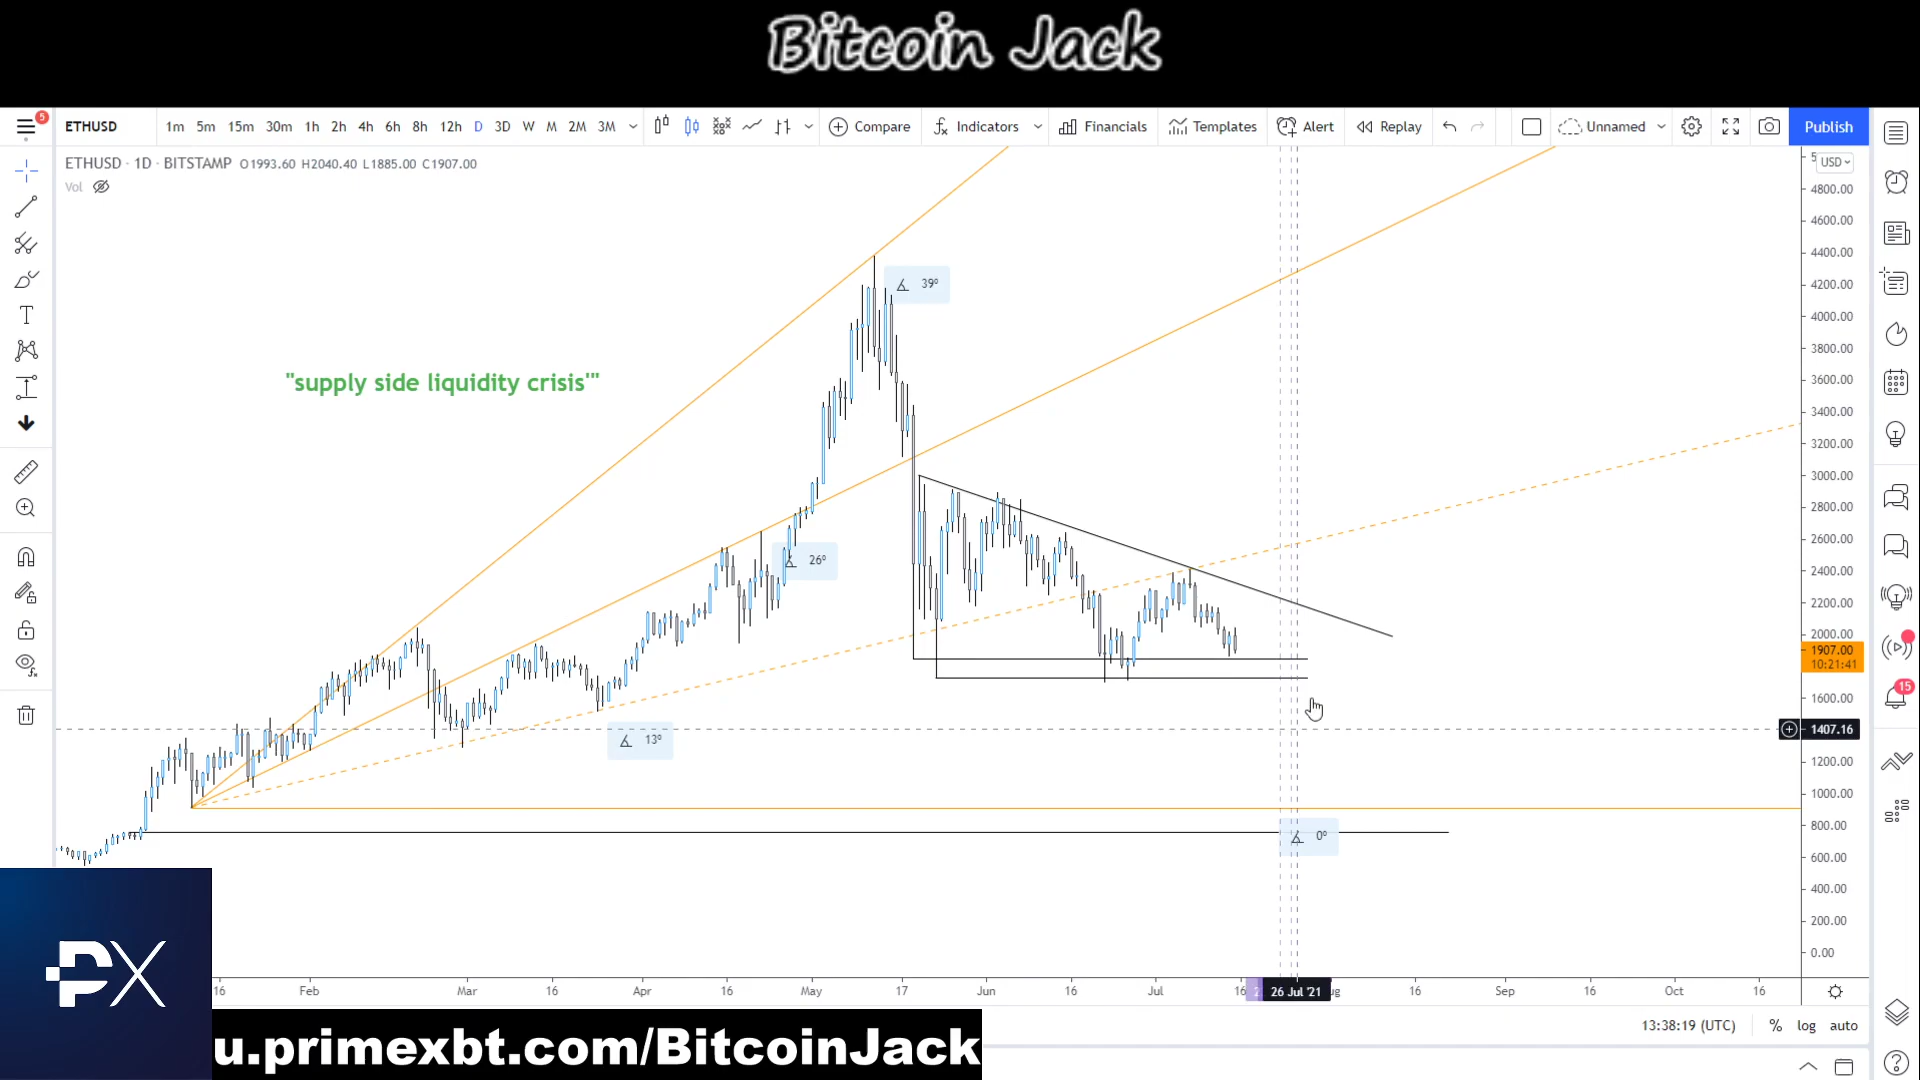 Bitcoin Jack
5
ETHUSD 1m 5m 15m 30m 1h 2h 4h 6h 8h 12h D 3D W M 2M 3M Compare Indicators Financials Templates Alert Replay Unnamed Publish
ETHUSD · 1D · BITSTAMP O1993.60 H2040.40 L1885.00 C1907.00
Vol
USD
4800.00
4600.00
4400.00
39º
4200.00
4000.00
3800.00
"supply side liquidity crisis'"
3600.00
3400.00
3200.00
3000.00
2800.00
2600.00
26º
2400.00
2200.00
2000.00
1907.00
10:21:41
15
1600.00
1407.16
13º
1200.00
1000.00
800.00
0º
600.00
400.00
200.00
0.00
PX
16 Feb Mar 16 Apr 16 May 17 Jun 16 Jul 16 26 Jul '21 16 Sep 16 Oct 16
13:38:19 (UTC) % log auto
u.primexbt.com/BitcoinJack